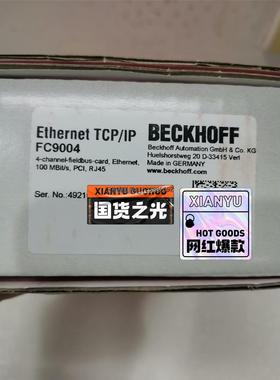 Ethernet TCP/IP
FC9004
4-channel-fieldbus-card, Ethernet,
100 MBit/s, PCI, RJ45
BECKHOFF
Beckhoff Automation GmbH & Co. KG
Huelshorstweg 20 D-33415 Verl
Made in GERMANY
www.beckhoff.com
Ser. No.:4921
XIANYU GUOHUO
国货之光
XIANYU
网红爆款
HOT GOODS